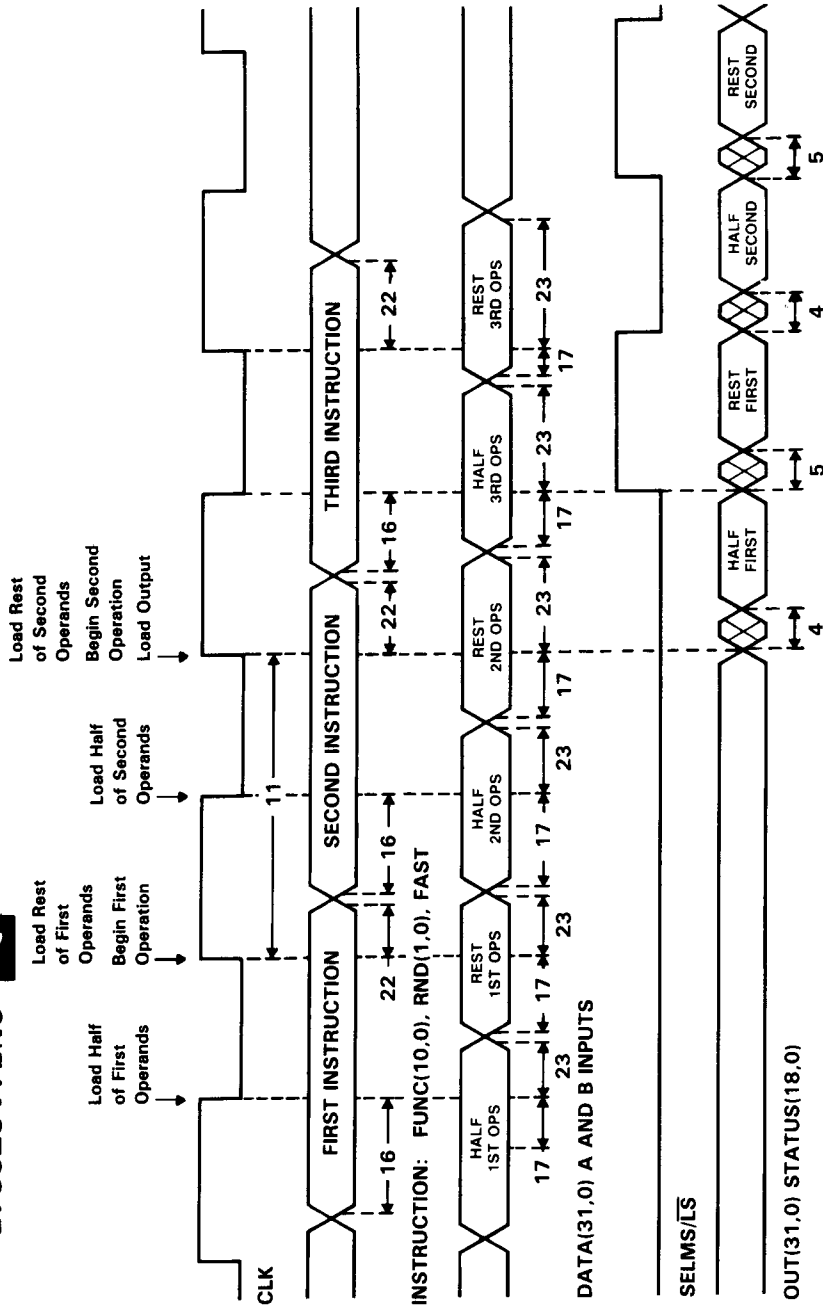 Load Half
of First
Operands
Load Rest
of First
Operands
Begin First
Operation
Load Half
of Second
Operands
Load Rest
of Second
Operands
Begin Second
Operation
Load Output
CLK
11
FIRST INSTRUCTION
SECOND INSTRUCTION
THIRD INSTRUCTION
16
22
16
22
16
22
INSTRUCTION: FUNC(10,0), RND(1,0), FAST
HALF
1ST OPS
REST
1ST OPS
HALF
2ND OPS
REST
2ND OPS
HALF
3RD OPS
REST
3RD OPS
17
23
17
23
17
23
17
23
17
23
17
23
DATA(31,0) A AND B INPUTS
SELMS/LS
HALF
FIRST
REST
FIRST
HALF
SECOND
REST
SECOND
4
5
4
5
OUT(31,0) STATUS(18,0)